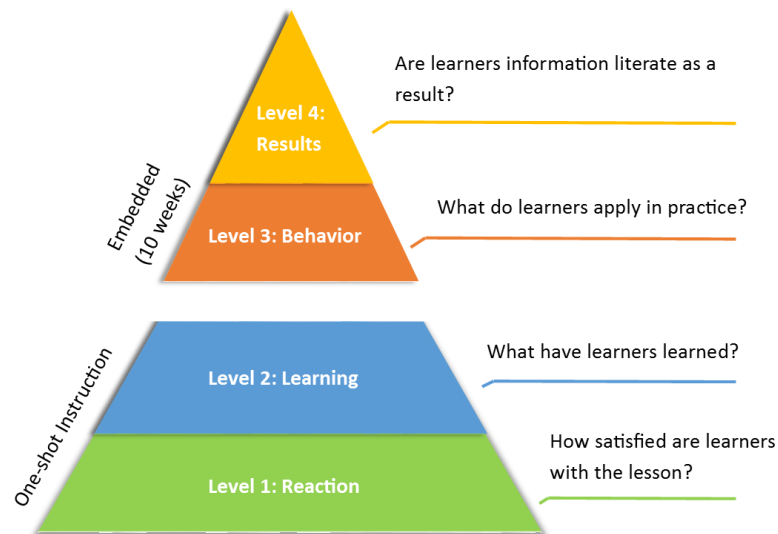 Are learners information literate as a
result?
Level 4:
Results
Embedded
(10 weeks)
What do learners apply in practice?
Level 3: Behavior
What have learners learned?
Level 2: Learning
One-shot Instruction
How satisfied are learners
with the lesson?
Level 1: Reaction